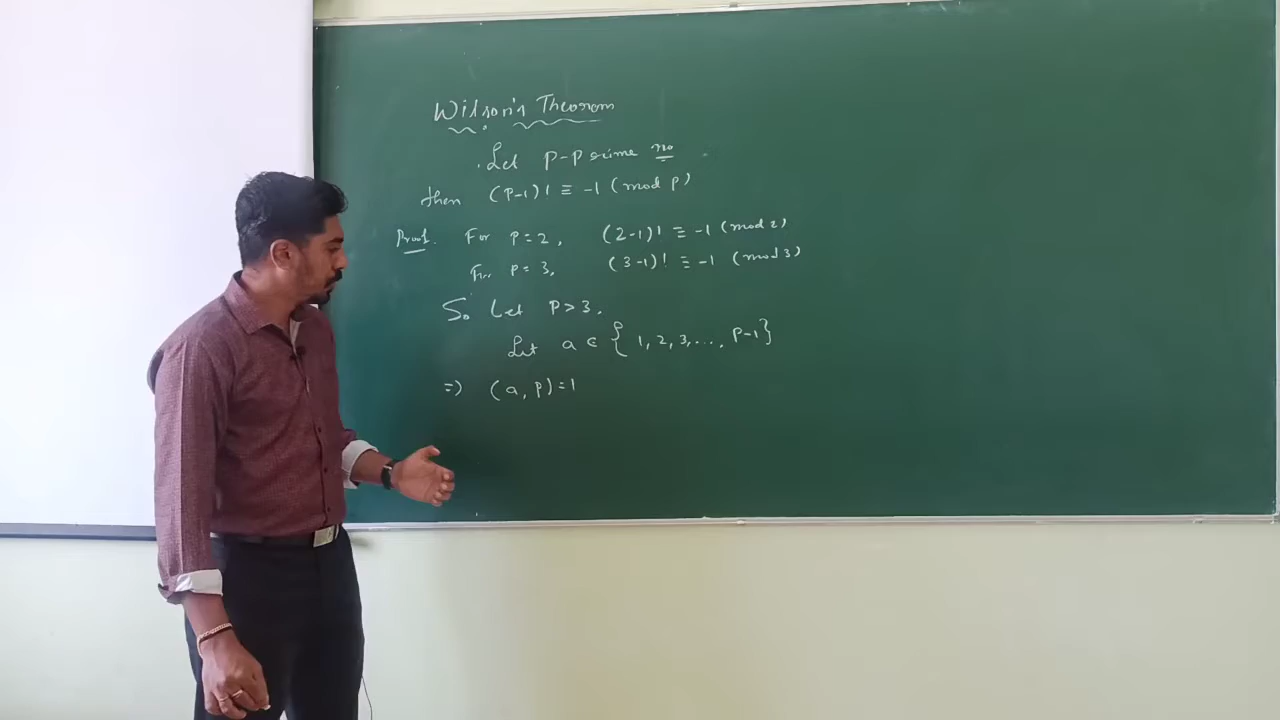 Wilson's Theorem
Let p-prime no
then (p-1)! ≡ -1 (mod p)
Proof. For p=2, (2-1)! ≡ -1 (mod 2)
For p=3, (3-1)! ≡ -1 (mod 3)
So Let p>3.
Let a ∈ {1, 2, 3, ...., p-1}
=) (a, p)=1